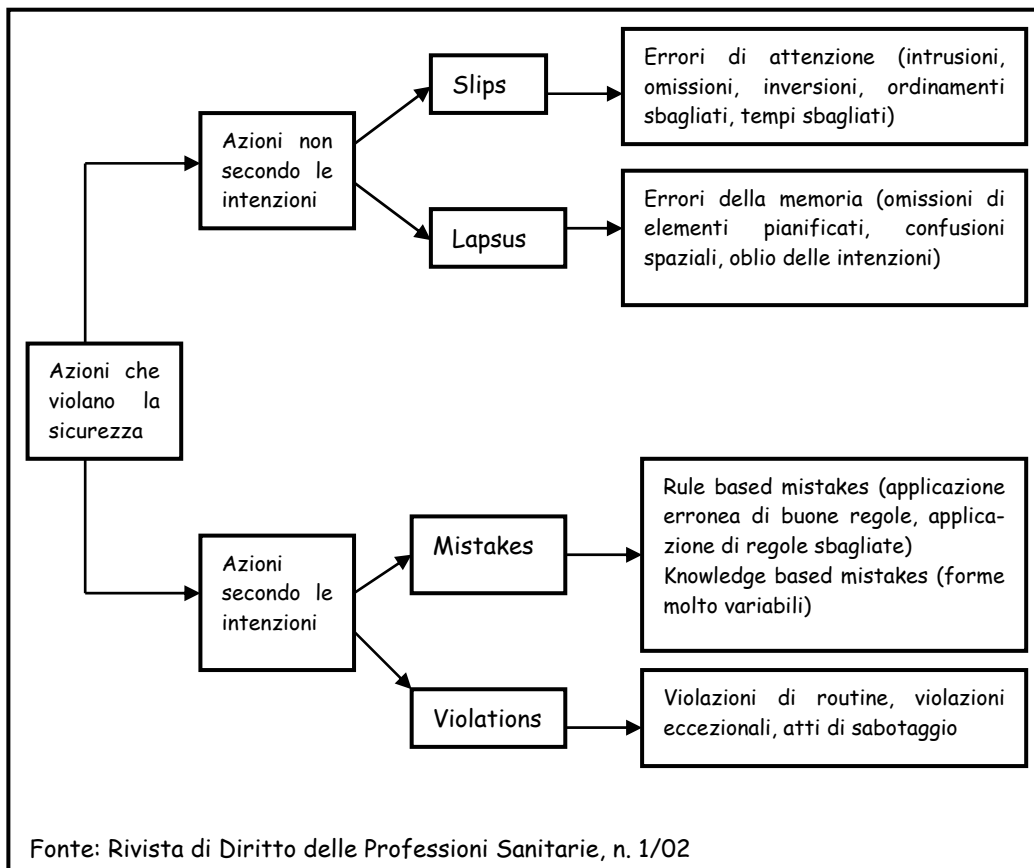 Errori di attenzione (intrusioni,
omissioni, inversioni, ordinamenti
sbagliati, tempi sbagliati)
Slips
Azioni non
secondo le
intenzioni
Errori della memoria (omissioni di
elementi pianificati, confusioni
spaziali, oblio delle intenzioni)
Lapsus
Azioni che
violano la
sicurezza
Rule based mistakes (applicazione
erronea di buone regole, applica-
zione di regole sbagliate)
Knowledge based mistakes (forme
molto variabili)
Mistakes
Azioni
secondo le
intenzioni
Violazioni di routine, violazioni
eccezionali, atti di sabotaggio
Violations
Fonte: Rivista di Diritto delle Professioni Sanitarie, n. 1/02